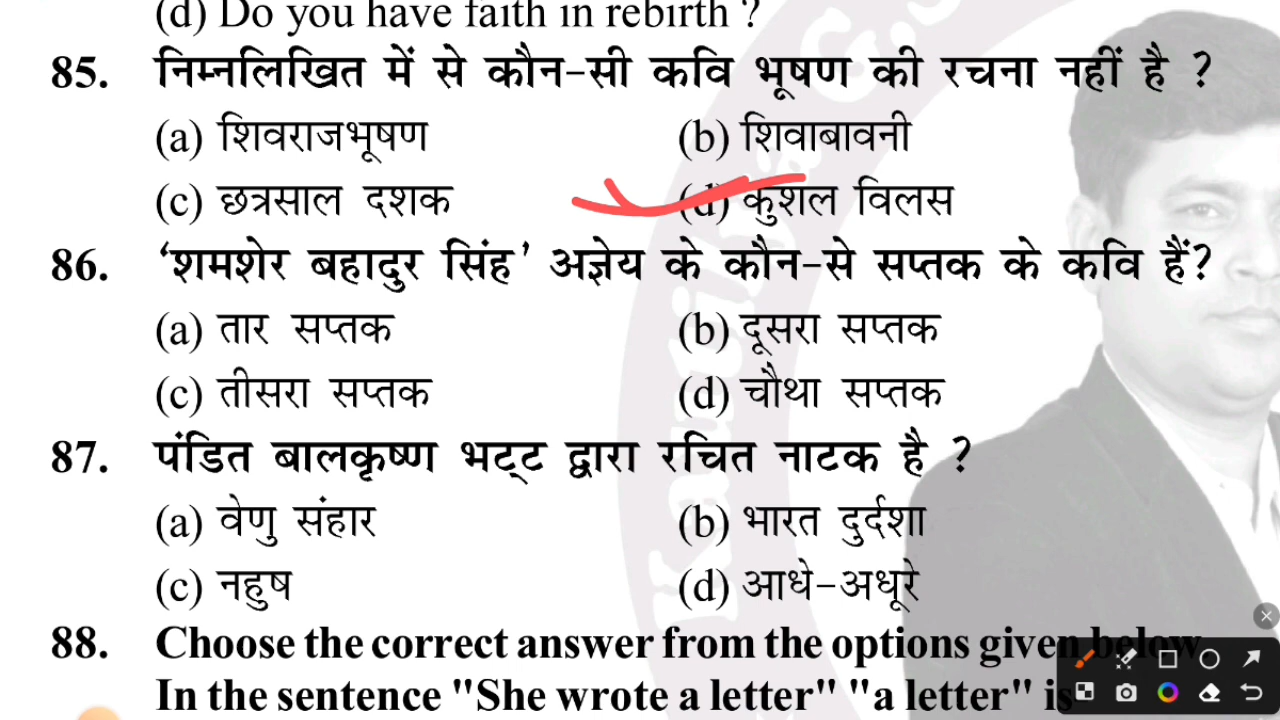 (d) Do you have faith in rebirth ?
85. निम्नलिखित में से कौन-सी कवि भूषण की रचना नहीं है ?
(a) शिवराजभूषण (b) शिवाबावनी
(c) छत्रसाल दशक (d) कुशल विलस
86. ‘शमशेर बहादुर सिंह’ अज्ञेय के कौन-से सप्तक के कवि हैं?
(a) तार सप्तक (b) दूसरा सप्तक
(c) तीसरा सप्तक (d) चौथा सप्तक
87. पंडित बालकृष्ण भट्ट द्वारा रचित नाटक है ?
(a) वेणु संहार (b) भारत दुर्दशा
(c) नहुष (d) आधे-अधूरे
88. Choose the correct answer from the options given below
In the sentence "She wrote a letter" "a letter" is